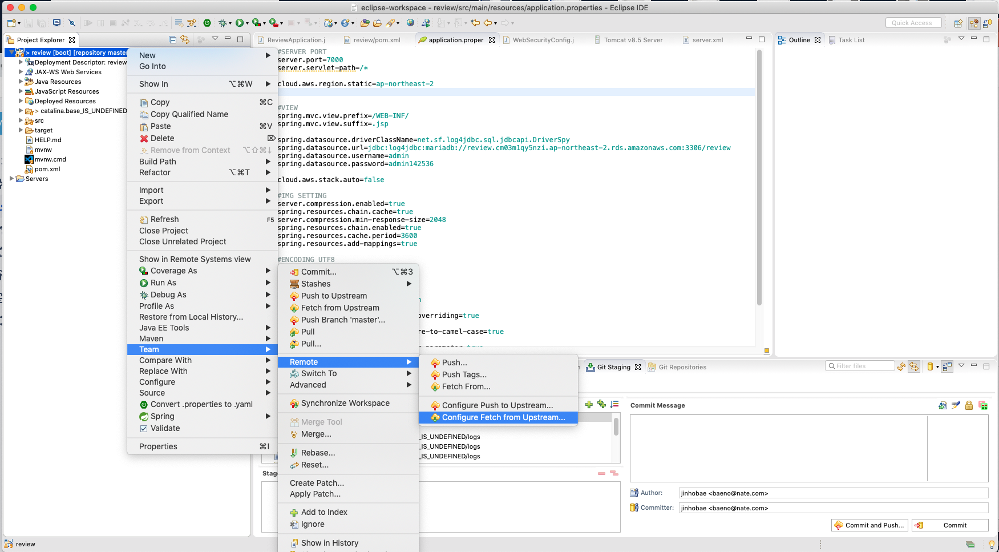 eclipse-workspace - review/src/main/resources/application.properties - Eclipse IDE
Quick Access
Project Explorer
ReviewApplication.j
review/pom.xml
application.proper
WebSecurityConfig.j
Tomcat v8.5 Server
server.xml
Outline
Task List
> review [boot] [repository master
Deployment Descriptor: review
JAX-WS Web Services
Java Resources
JavaScript Resources
Deployed Resources
> catalina.base_IS_UNDEFINED
src
target
HELP.md
mvnw
mvnw.cmd
pom.xml
Servers
New
Go Into
Show In ⌥⌘W
Copy ⌘C
Copy Qualified Name
Paste ⌘V
Delete ⌦
Remove from Context ⌥⇧⌘↓
Build Path
Refactor ⌥⌘T
Import
Export
Refresh F5
Close Project
Close Unrelated Project
Show in Remote Systems view
Coverage As
Run As
Debug As
Profile As
Restore from Local History...
Java EE Tools
Maven
Team
Compare With
Replace With
Configure
Source
Convert .properties to .yaml
Spring
Validate
Properties ⌘I
#SERVER PORT
server.port=7000
server.servlet-path=/*
cloud.aws.region.static=ap-northeast-2
#VIEW
spring.mvc.view.prefix=/WEB-INF/
spring.mvc.view.suffix=.jsp
spring.datasource.driverClassName=net.sf.log4jdbc.sql.jdbcapi.DriverSpy
spring.datasource.url=jdbc:log4jdbc:mariadb://review.cm03m1qy5nzi.ap-northeast-2.rds.amazonaws.com:3306/review
spring.datasource.username=admin
spring.datasource.password=admin142536
cloud.aws.stack.auto=false
#IMG SETTING
server.compression.enabled=true
spring.resources.chain.cache=true
server.compression.min-response-size=2048
spring.resources.chain.enabled=true
spring.resources.cache.period=3600
spring.resources.add-mappings=true
#ENCODING UTF8
overriding=true
re-to-camel-case=true
Commit... ⌥⌘3
Stashes
Push to Upstream
Fetch from Upstream
Push Branch 'master'...
Pull
Pull...
Remote
Switch To
Advanced
Synchronize Workspace
Merge Tool
Merge...
Rebase...
Reset...
Create Patch...
Apply Patch...
Add to Index
Ignore
Show in History
Push...
Push Tags...
Fetch From...
Configure Push to Upstream...
Configure Fetch from Upstream...
Git Staging
Git Repositories
Filter files
_IS_UNDEFINED/logs
_IS_UNDEFINED/logs
_IS_UNDEFINED/logs
Stag
Commit Message
Author: jinhobae <baeno@nate.com>
Committer: jinhobae <baeno@nate.com>
Commit and Push...
Commit
review